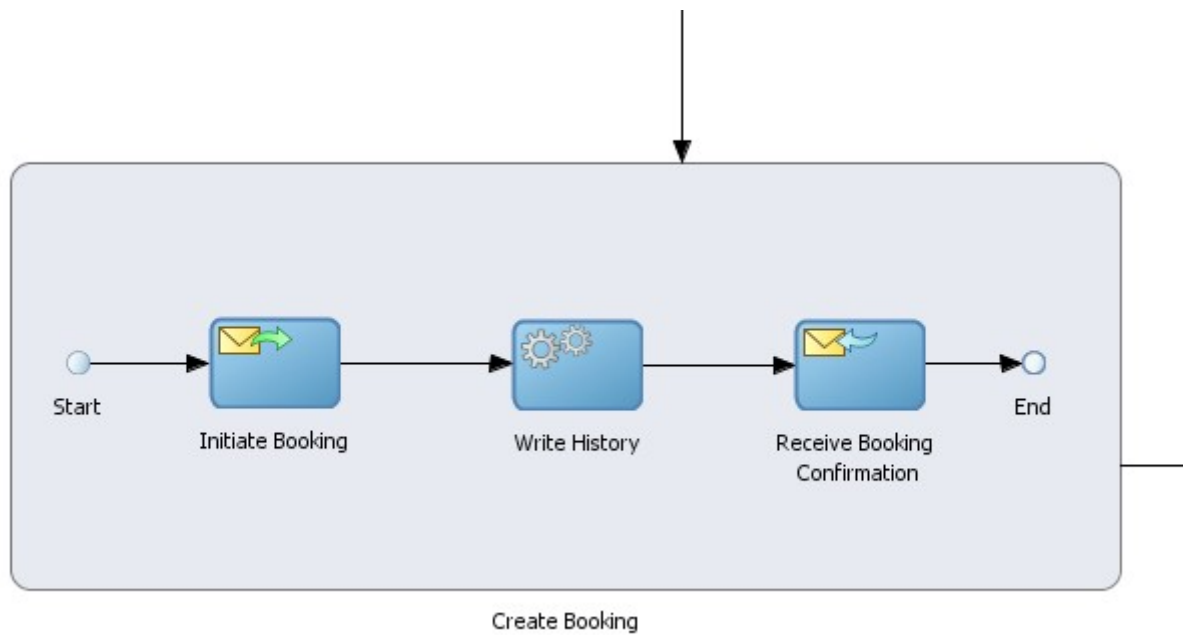 Start
Initiate Booking
Write History
Receive Booking
Confirmation
End
Create Booking